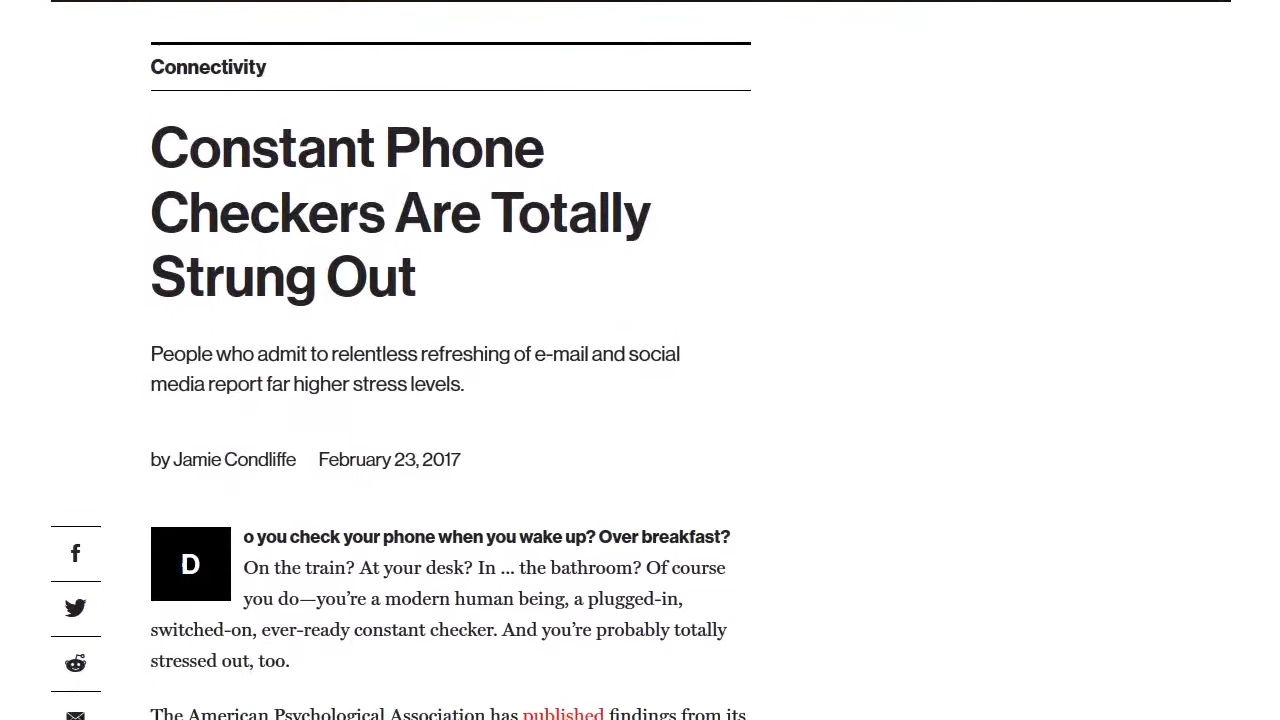 Connectivity
Constant Phone
Checkers Are Totally
Strung Out
People who admit to relentless refreshing of e-mail and social
media report far higher stress levels.
by Jamie Condliffe February 23, 2017
Do you check your phone when you wake up? Over breakfast?
On the train? At your desk? In ... the bathroom? Of course
you do—you’re a modern human being, a plugged-in,
switched-on, ever-ready constant checker. And you’re probably totally
stressed out, too.
The American Psychological Association has published findings from its